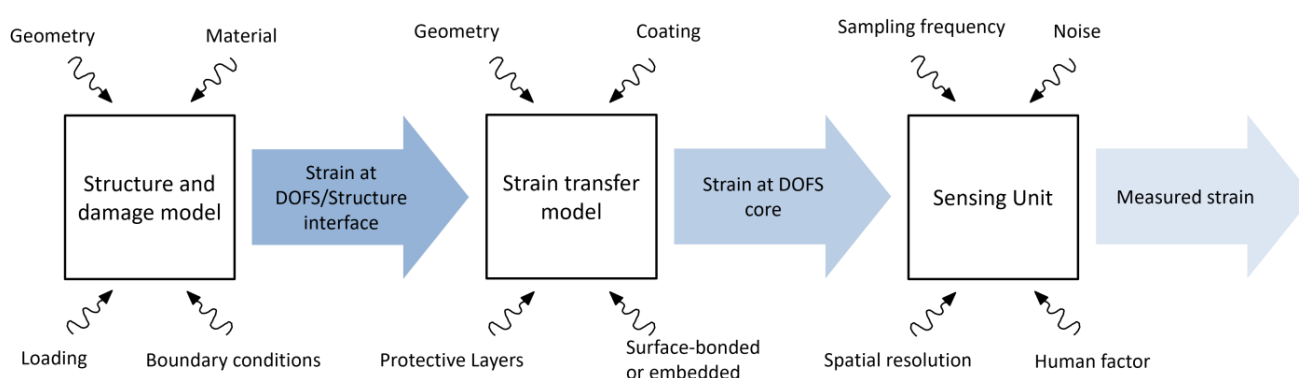 Geometry
Material
Geometry
Coating
Sampling frequency
Noise
Structure and
damage model
Strain at
DOFS/Structure
interface
Strain transfer
model
Strain at DOFS
core
Sensing Unit
Measured strain
Loading
Boundary conditions
Protective Layers
Surface-bonded
or embedded
Spatial resolution
Human factor